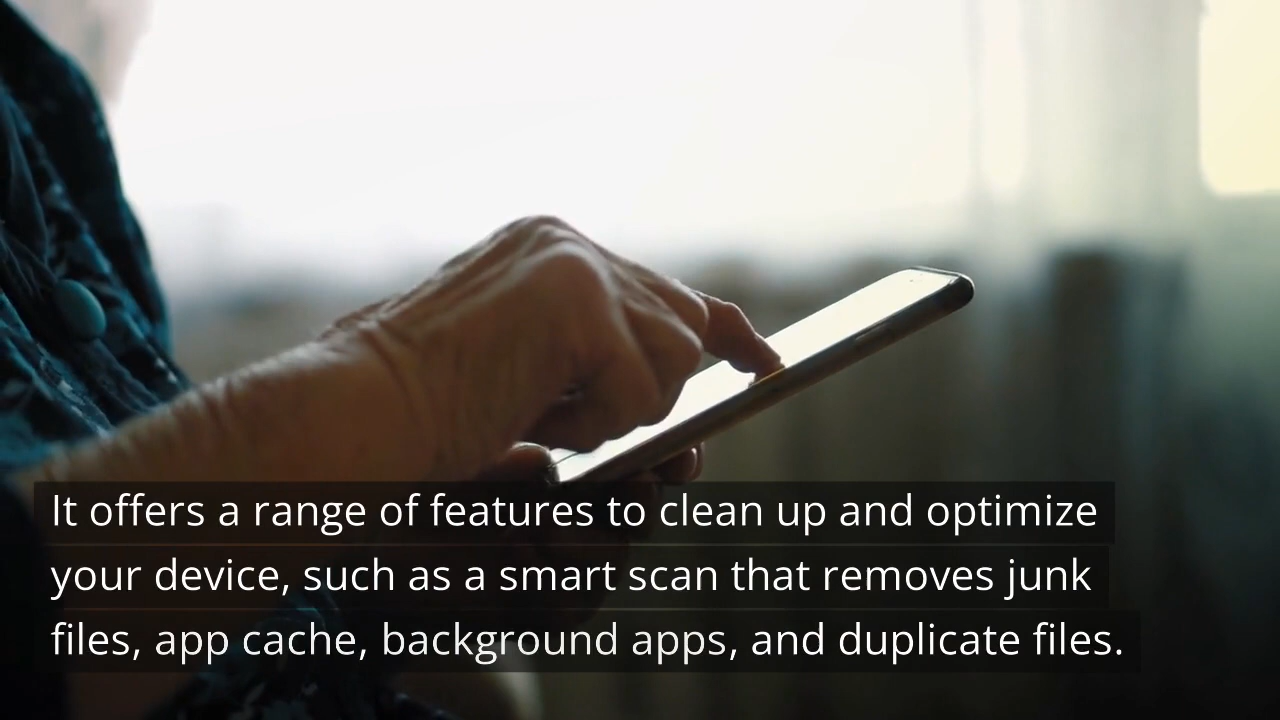 It offers a range of features to clean up and optimize
your device, such as a smart scan that removes junk
files, app cache, background apps, and duplicate files.